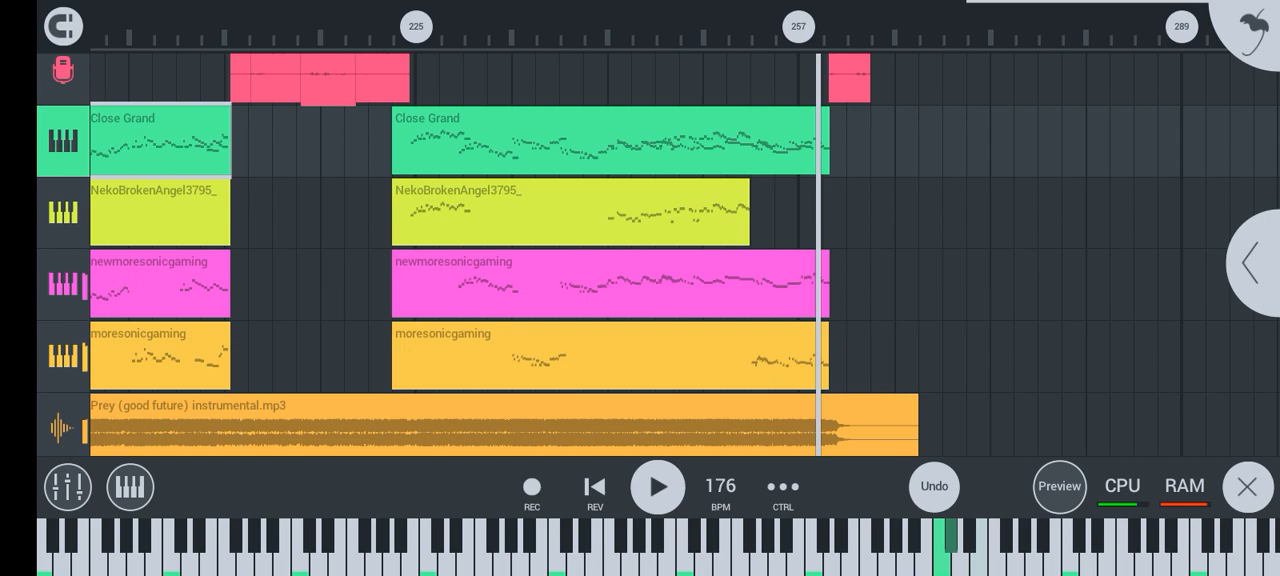 225
257
289
Close Grand
Close Grand
NekoBrokenAngel3795_
NekoBrokenAngel3795_
newmoresonicgaming
newmoresonicgaming
moresonicgaming
moresonicgaming
Prey (good future) instrumental.mp3
REC
REV
176
BPM
CTRL
Undo
Preview
CPU
RAM